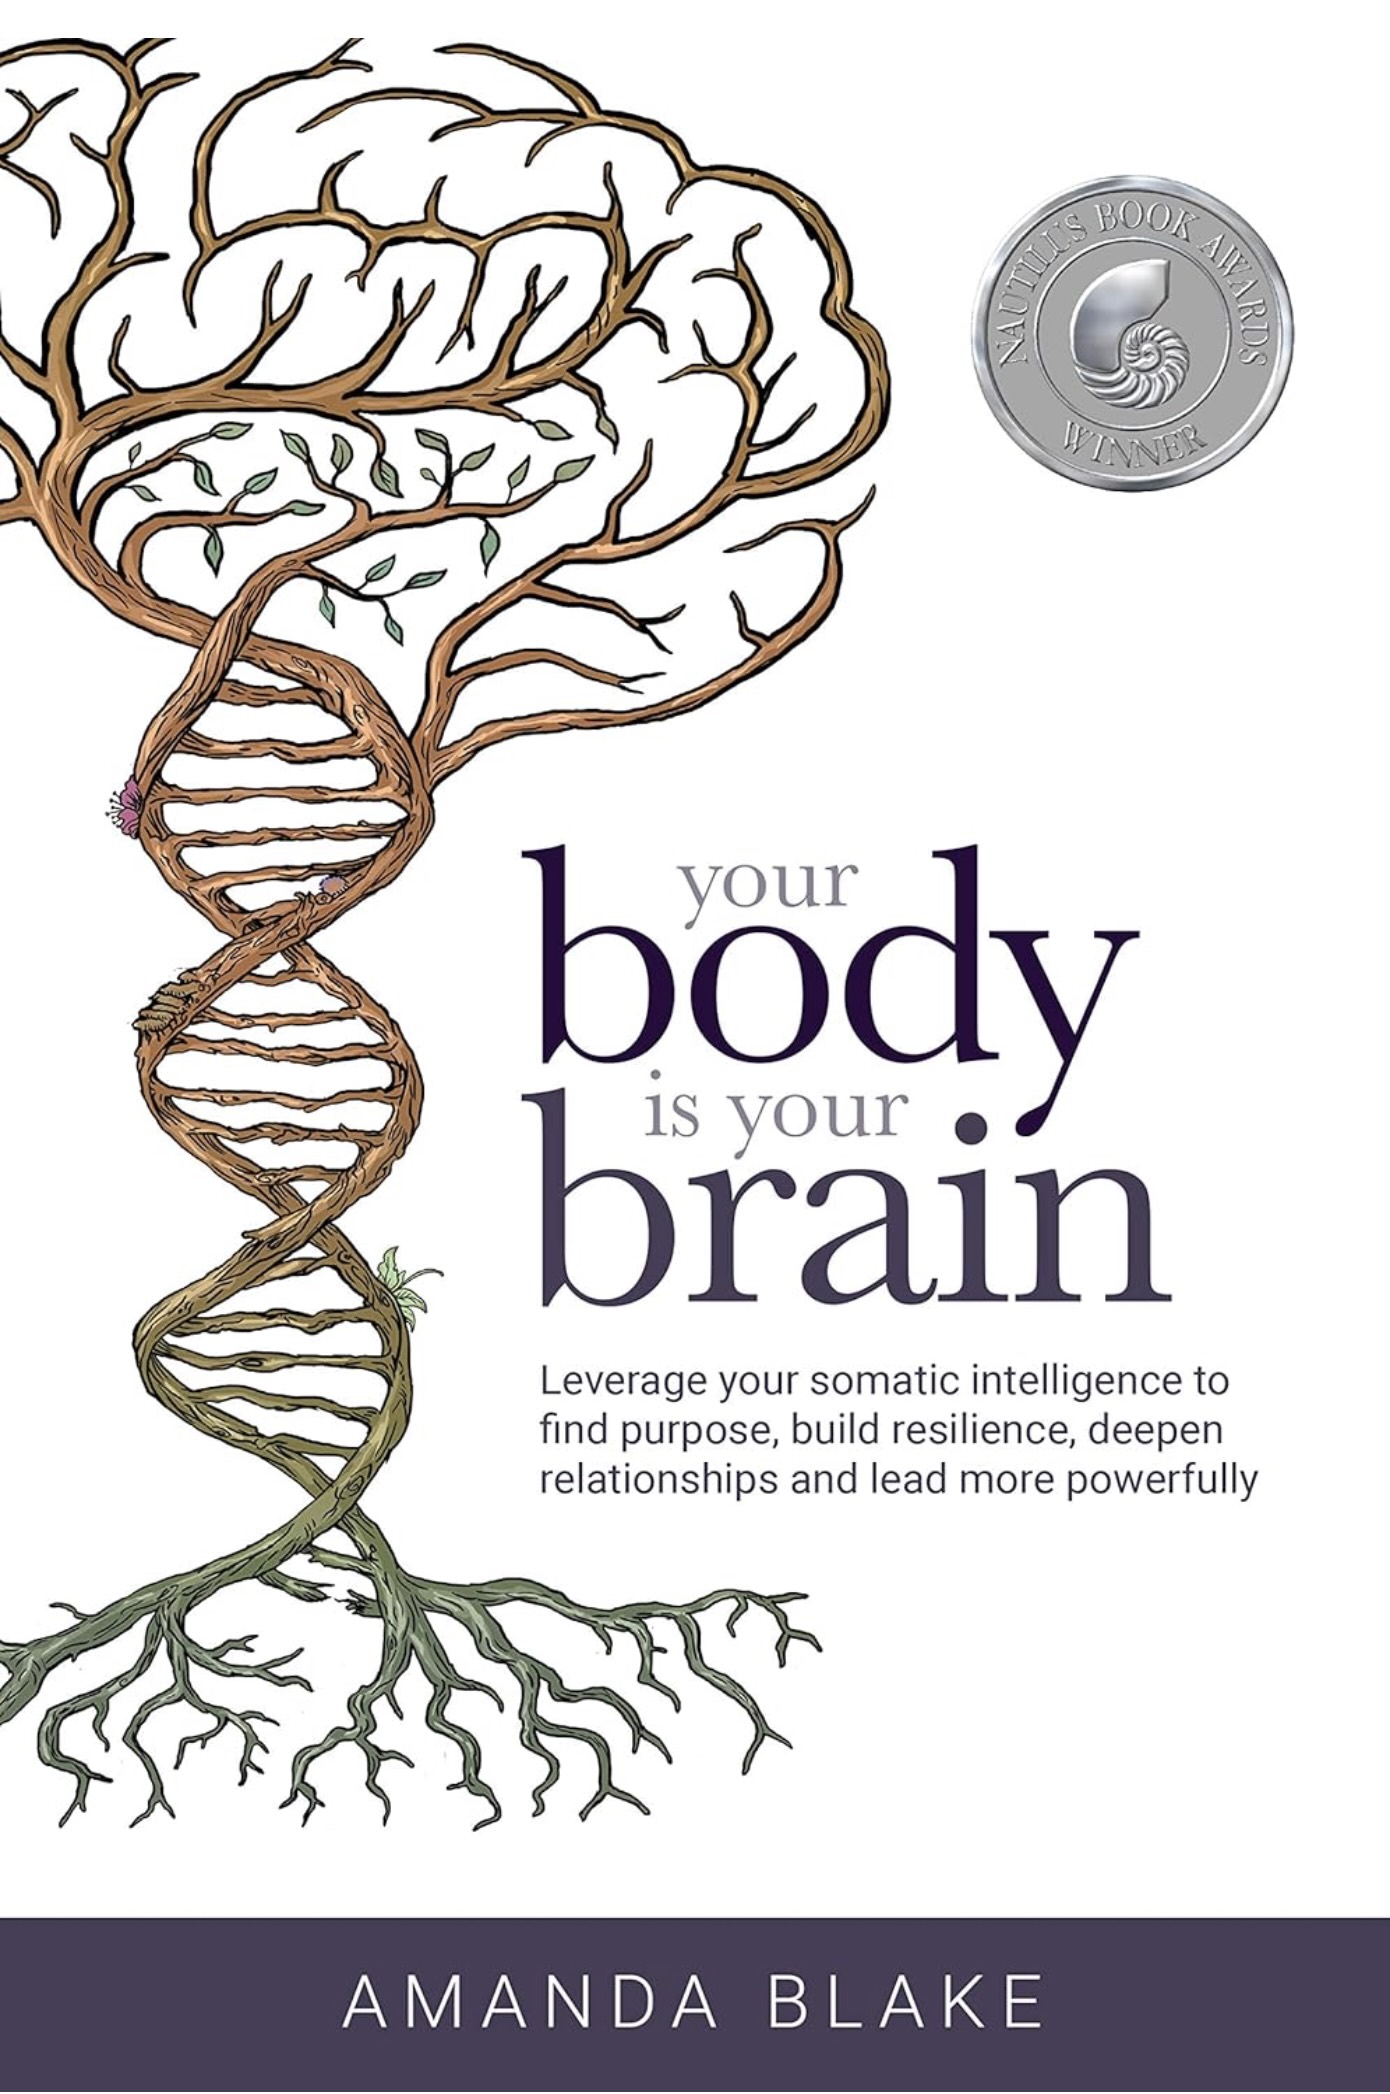 NAUTILUS BOOK AWARDS
WINNER
your
body
is your
brain
Leverage your somatic intelligence to
find purpose, build resilience, deepen
relationships and lead more powerfully
AMANDA BLAKE